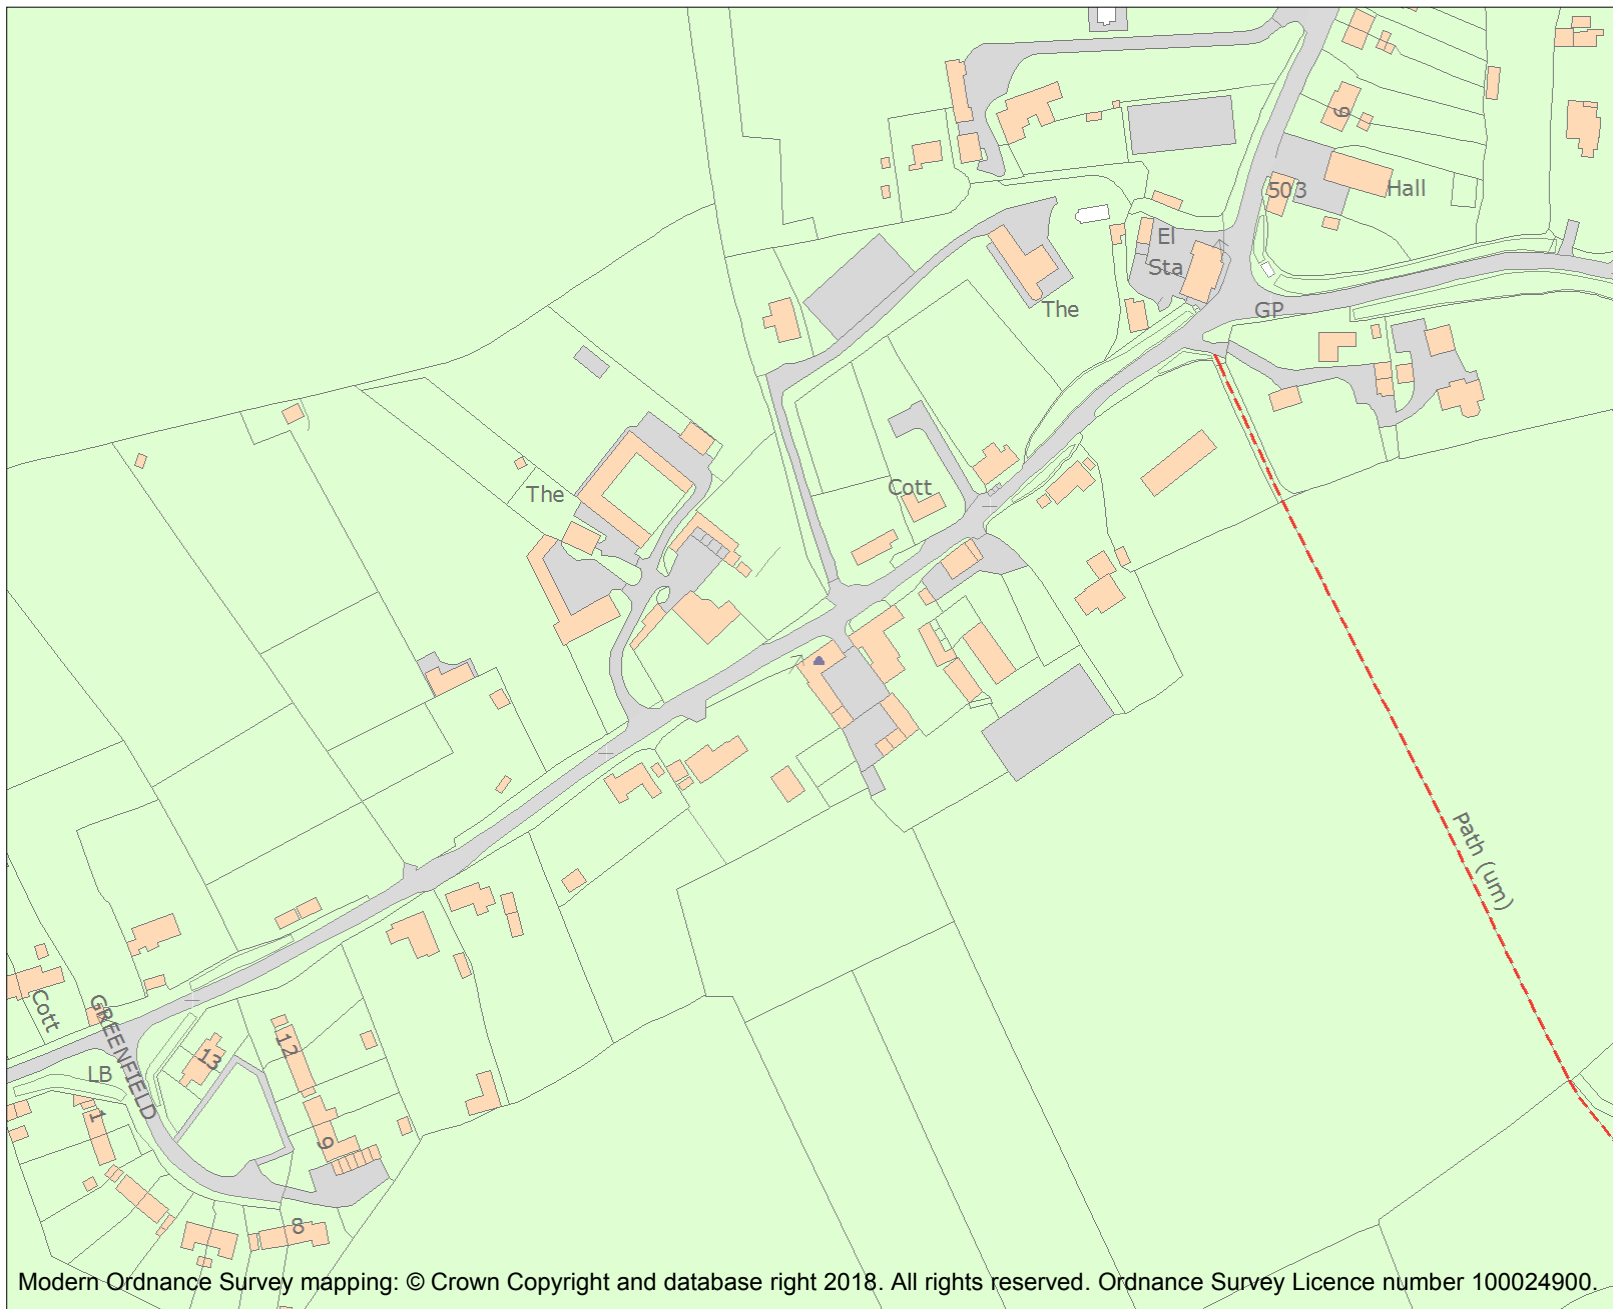 6
503
Hall
El
Sta
The
GP
Cott
The
Path (um)
Cott
GREENFIELD
13
12
LB
1
9
8
Modern Ordnance Survey mapping: © Crown Copyright and database right 2018. All rights reserved. Ordnance Survey Licence number 100024900.